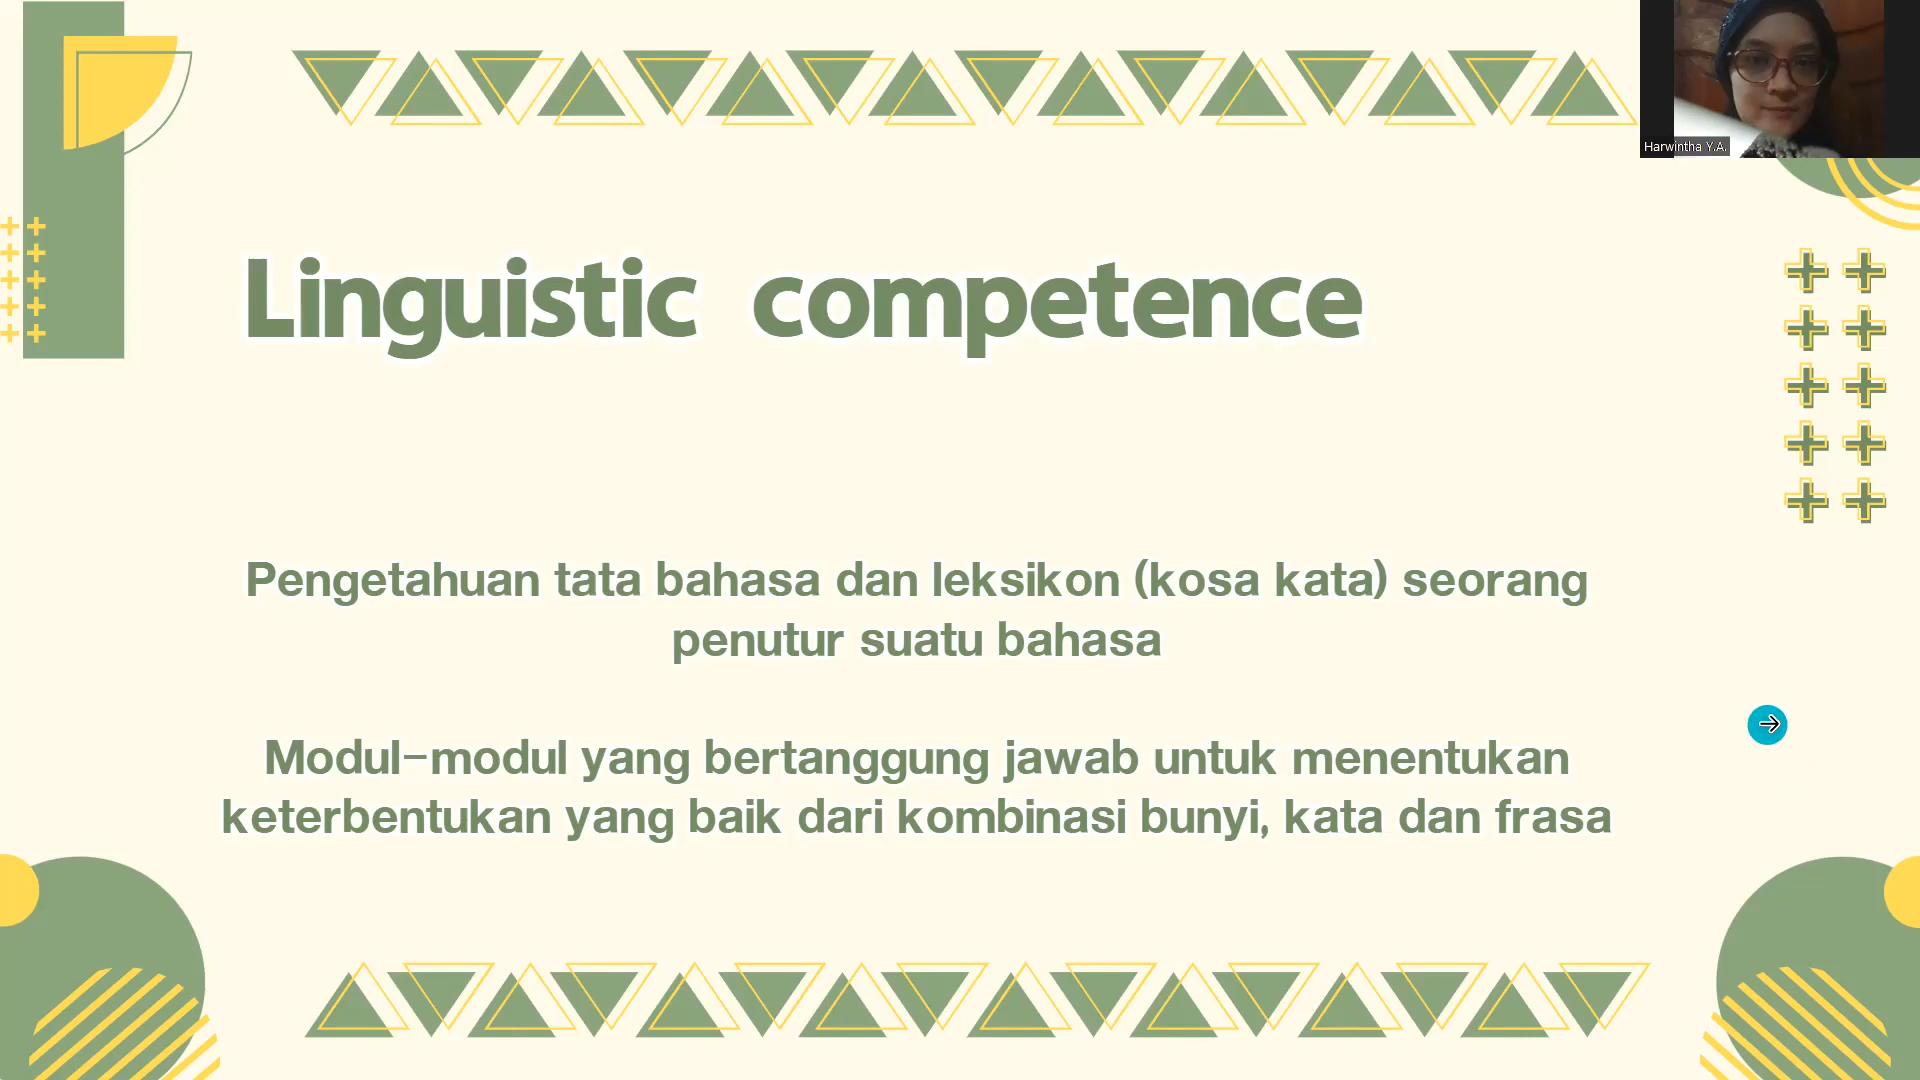 Harwintha Y.A.
Linguistic competence
Pengetahuan tata bahasa dan leksikon (kosa kata) seorang
penutur suatu bahasa
Modul-modul yang bertanggung jawab untuk menentukan
keterbentukan yang baik dari kombinasi bunyi, kata dan frasa